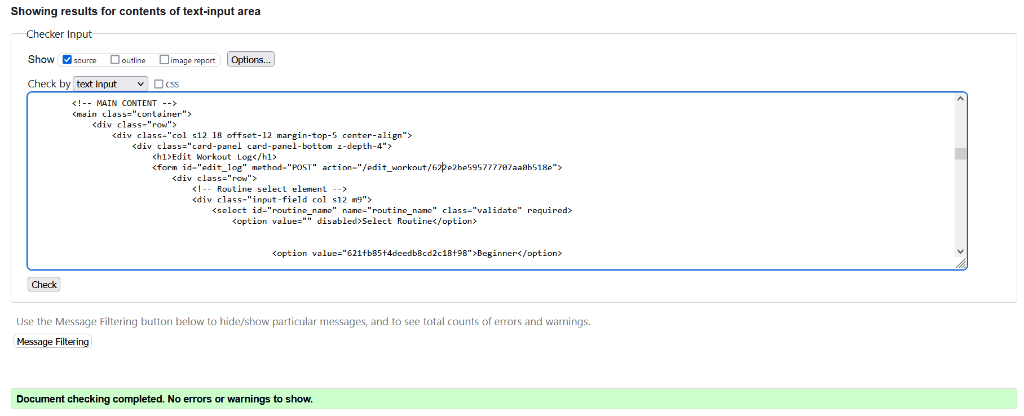 Showing results for contents of text-input area
Checker Input
Show source outline image report Options...
Check by text input css
<!-- MAIN CONTENT -->
<main class="container">
<div class="row">
<div class="col s12 l8 offset-l2 margin-top-5 center-align">
<div class="card-panel card-panel-bottom z-depth-4">
<h1>Edit Workout Log</h1>
<form id="edit_log" method="POST" action="/edit_workout/622e2be595777707aa0b518e">
<div class="row">
<!-- Routine select element -->
<div class="input-field col s12 m9">
<select id="routine_name" name="routine_name" class="validate" required>
<option value="" disabled>Select Routine</option>
<option value="621fb85f4deedb8cd2c18f98">Beginner</option>
Check
Use the Message Filtering button below to hide/show particular messages, and to see total counts of errors and warnings.
Message Filtering
Document checking completed. No errors or warnings to show.